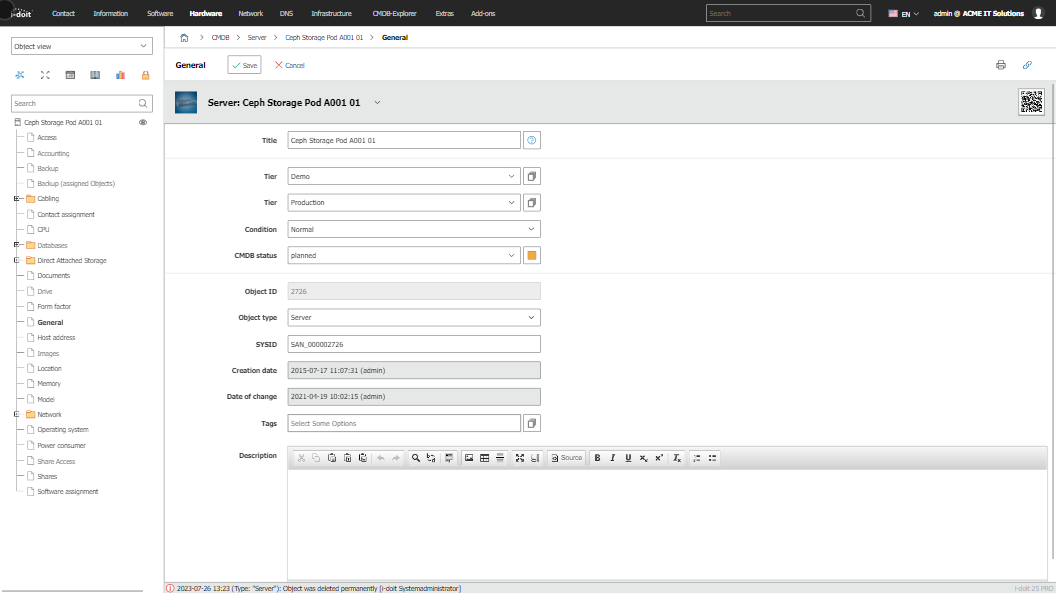 i-doit Contact Information Software Hardware Network DNS Infrastructure CMDB-Explorer Extras Add-ons Search EN admin @ ACME IT Solutions
Object view
CMDB > Server > Ceph Storage Pod A001 01 > General
General Save Cancel
Search
Server: Ceph Storage Pod A001 01
Ceph Storage Pod A001 01
Access
Accounting
Backup
Backup (assigned Objects)
Cabling
Contact assignment
CPU
Databases
Direct Attached Storage
Documents
Drive
Form factor
General
Host address
Images
Location
Memory
Model
Network
Operating system
Power consumer
Share Access
Shares
Software assignment
Title Ceph Storage Pod A001 01
Tier Demo
Tier Production
Condition Normal
CMDB status planned
Object ID 2726
Object type Server
SYSID SAN_000002726
Creation date 2015-07-17 11:07:31 (admin)
Date of change 2021-04-19 10:02:15 (admin)
Tags Select Some Options
Description Source B I U
2023-07-26 13:23 (Type: "Server"): Object was deleted permanently [i-doit Systemadministrator] i-doit 25 PRO